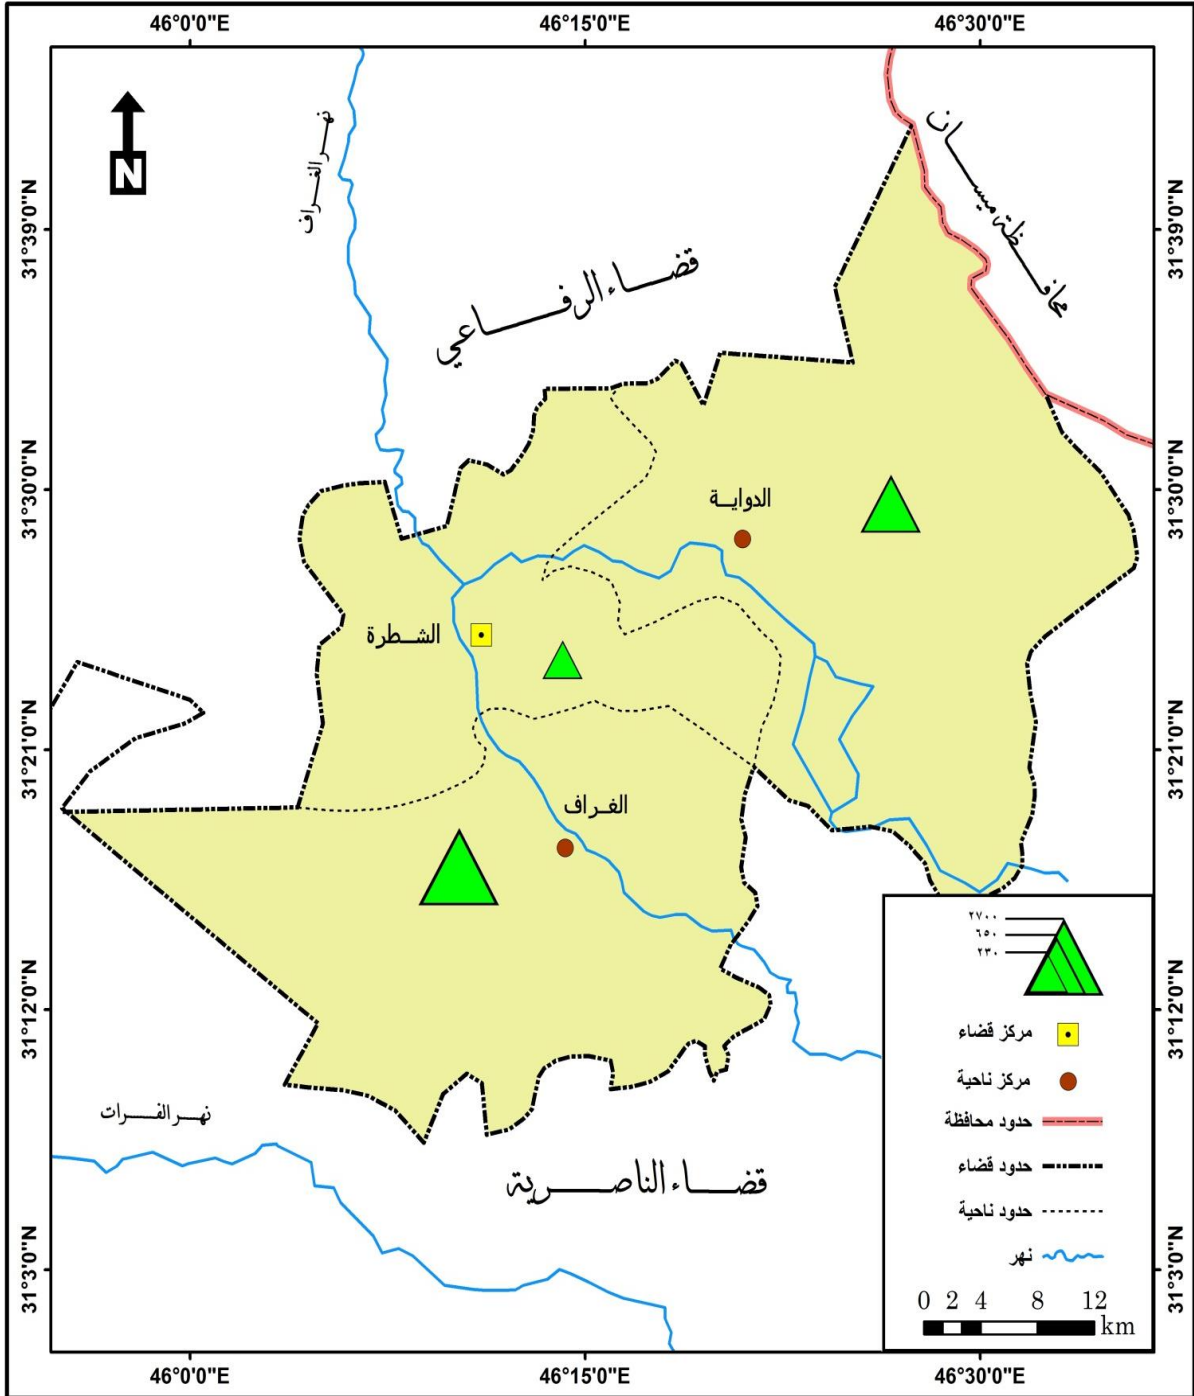 46°0'0"E
46°15'0"E
46°30'0"E
31°39'0"N
31°30'0"N
31°21'0"N
31°12'0"N
31°3'0"N
31°39'0"N
31°30'0"N
31°21'0"N
31°12'0"N
31°3'0"N
N
نهر الغراف
محافظة ميسان
قضاء الرفاعي
الدواية
الشطرة
الغراف
نهر الفرات
قضاء الناصرية
٢٧٠٠
٦٥٠
٢٣٠
مركز قضاء
مركز ناحية
حدود محافظة
حدود قضاء
حدود ناحية
نهر
0 2 4 8 12
km
46°0'0"E
46°15'0"E
46°30'0"E